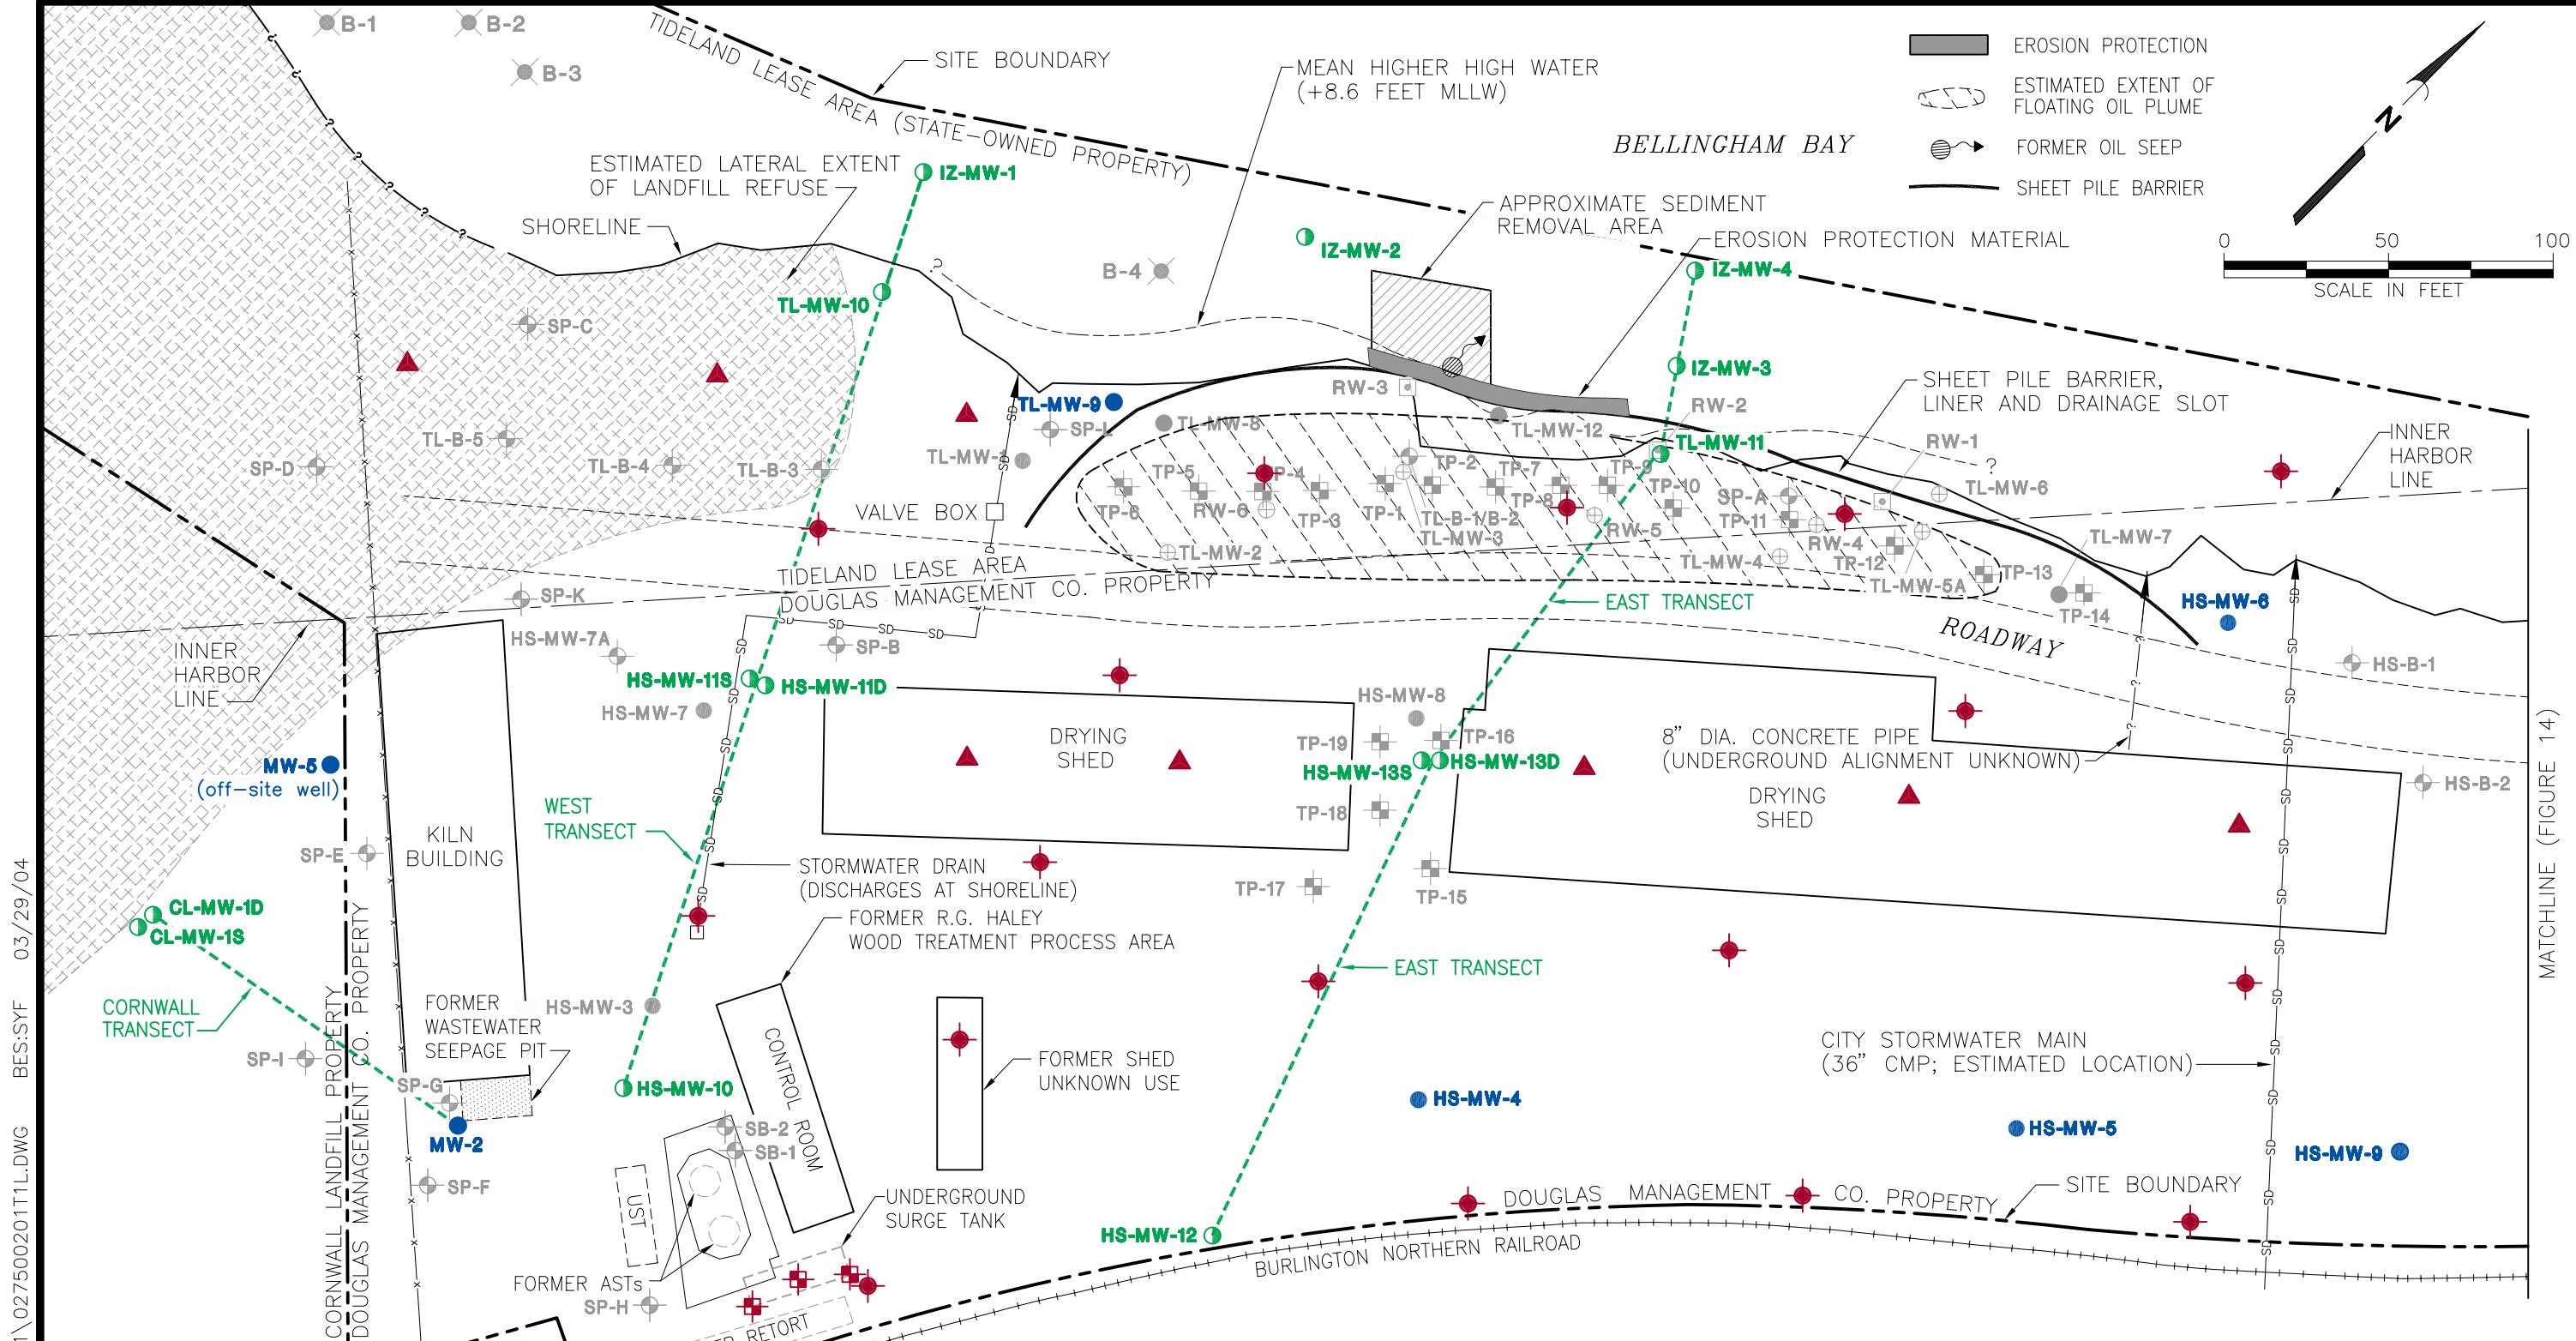 B-1
B-2
B-3
TIDELAND LEASE AREA (STATE-OWNED PROPERTY)
SITE BOUNDARY
MEAN HIGHER HIGH WATER
(+8.6 FEET MLLW)
BELLINGHAM BAY
EROSION PROTECTION
ESTIMATED EXTENT OF
FLOATING OIL PLUME
FORMER OIL SEEP
SHEET PILE BARRIER
N
0 50 100
SCALE IN FEET
ESTIMATED LATERAL EXTENT
OF LANDFILL REFUSE
SHORELINE
IZ-MW-1
IZ-MW-2
B-4
APPROXIMATE SEDIMENT
REMOVAL AREA
EROSION PROTECTION MATERIAL
IZ-MW-4
TL-MW-10
SP-C
IZ-MW-3
RW-3
RW-2
SHEET PILE BARRIER,
LINER AND DRAINAGE SLOT
TL-MW-9
SP-L
TL-MW-8
TL-MW-12
TL-MW-11
RW-1
INNER
HARBOR
LINE
TL-B-5
SP-D
TL-B-4
TL-B-3
VALVE BOX
TP-5
TP-2
TP-7
TP-9
TP-10
TP-6
RW-6
TP-3
TP-1
TP-8
SP-A
TP-11
TL-MW-6
TL-B-1/B-2
TL-MW-3
RW-5
RW-4
TL-MW-7
TL-MW-2
TL-MW-4
TP-12
TL-MW-5A
TP-13
TP-14
TIDELAND LEASE AREA
DOUGLAS MANAGEMENT CO. PROPERTY
EAST TRANSECT
HS-MW-6
ROADWAY
SP-K
HS-MW-7A
SP-B
INNER
HARBOR
LINE
HS-MW-11S
HS-MW-11D
HS-MW-7
HS-B-1
HS-MW-8
DRYING
SHED
TP-19
TP-16
HS-MW-13S
HS-MW-13D
8" DIA. CONCRETE PIPE
(UNDERGROUND ALIGNMENT UNKNOWN)
DRYING
SHED
HS-B-2
MATCHLINE (FIGURE 14)
MW-5
(off-site well)
WEST
TRANSECT
TP-18
KILN
BUILDING
SP-E
STORMWATER DRAIN
(DISCHARGES AT SHORELINE)
TP-17
TP-15
CL-MW-1D
CL-MW-1S
FORMER R.G. HALEY
WOOD TREATMENT PROCESS AREA
EAST TRANSECT
CORNWALL
TRANSECT
FORMER
WASTEWATER
SEEPAGE PIT
HS-MW-3
CONTROL ROOM
FORMER SHED
UNKNOWN USE
CITY STORMWATER MAIN
(36" CMP; ESTIMATED LOCATION)
SP-I
SP-G
HS-MW-10
MW-2
HS-MW-4
HS-MW-5
HS-MW-9
SB-2
SB-1
SP-F
UST
UNDERGROUND
SURGE TANK
DOUGLAS MANAGEMENT CO. PROPERTY
SITE BOUNDARY
HS-MW-12
BURLINGTON NORTHERN RAILROAD
FORMER ASTs
SP-H
RETORT
CORNWALL LANDFILL PROPERTY
DOUGLAS MANAGEMENT CO. PROPERTY
1\027500201T1L.DWG BES:SYF 03/29/04